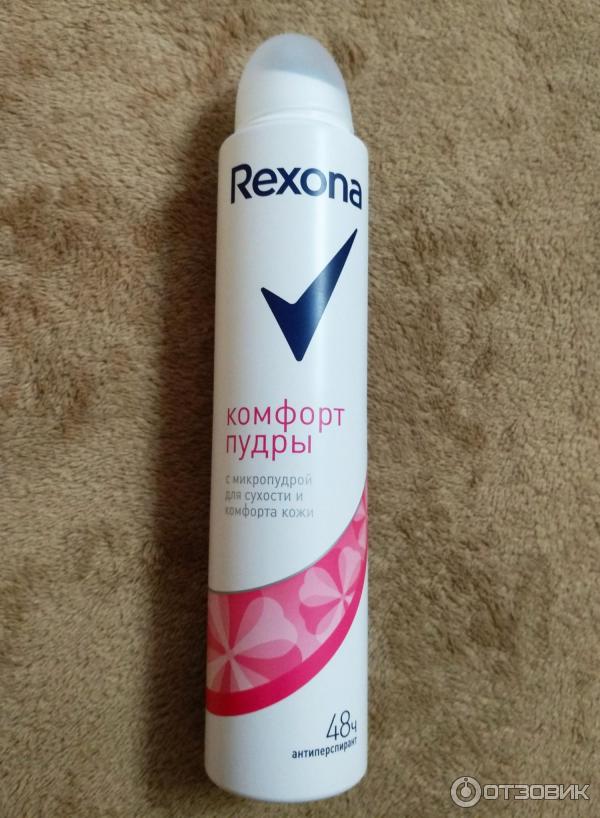 Rexona
комфорт
пудры
с микропудрой
для сухости и
комфорта кожи
48ч
антиперспирант
ОТЗОВИК